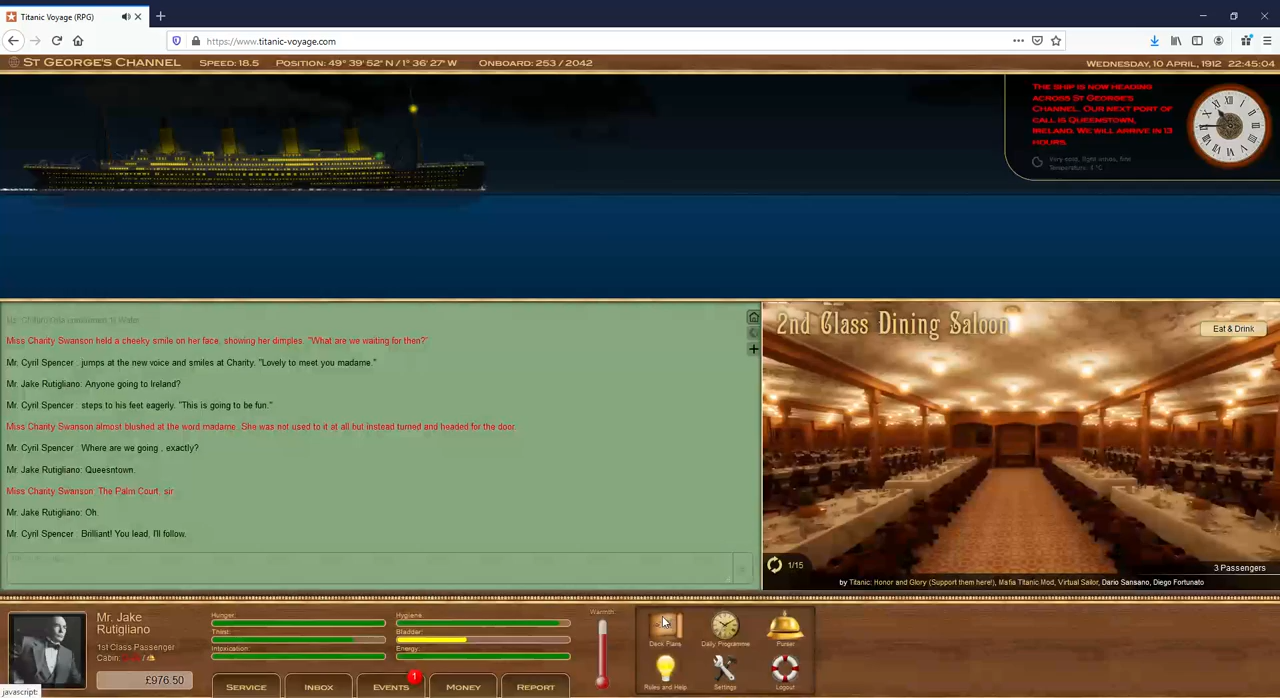 Titanic Voyage (RPG)
https://www.titanic-voyage.com
ST GEORGE'S CHANNEL
SPEED: 18.5
POSITION: 49° 39' 52" N / 1° 36' 27" W
ONBOARD: 253 / 2042
WEDNESDAY, 10 APRIL, 1912 22:45:04
THE SHIP IS NOW HEADING
ACROSS ST GEORGE'S
CHANNEL. OUR NEXT PORT OF
CALL IS QUEENSTOWN,
IRELAND. WE WILL ARRIVE IN 13
HOURS.
Very cold, light winds, fine
Temperature: 4 °C
Miss Charity Swanson held a cheeky smile on her face, showing her dimples. "What are we waiting for then?"
Mr. Cyril Spencer : jumps at the new voice and smiles at Charity. "Lovely to meet you madame."
Mr. Jake Rutigliano: Anyone going to Ireland?
Mr. Cyril Spencer : steps to his feet eagerly. "This is going to be fun."
Miss Charity Swanson almost blushed at the word madame. She was not used to it at all but instead turned and headed for the door.
Mr. Cyril Spencer : Where are we going , exactly?
Mr. Jake Rutigliano: Queesntown.
Miss Charity Swanson: The Palm Court, sir
Mr. Jake Rutigliano: Oh.
Mr. Cyril Spencer : Brilliant! You lead, I'll follow.
2nd Class Dining Saloon
Eat & Drink
1/15
3 Passengers
by Titanic: Honor and Glory (Support them here!), Mafia Titanic Mod, Virtual Sailor, Dario Sansano, Diego Fortunato
Mr. Jake
Rutigliano
1st Class Passenger
Cabin:
£976.50
Hunger:
Thirst:
Intoxication:
Hygiene:
Bladder:
Energy:
Warmth:
SERVICE
INBOX
EVENTS
1
MONEY
REPORT
Deck Plans
Daily Programme
Purser
Rules and Help
Settings
Logout
javascript: